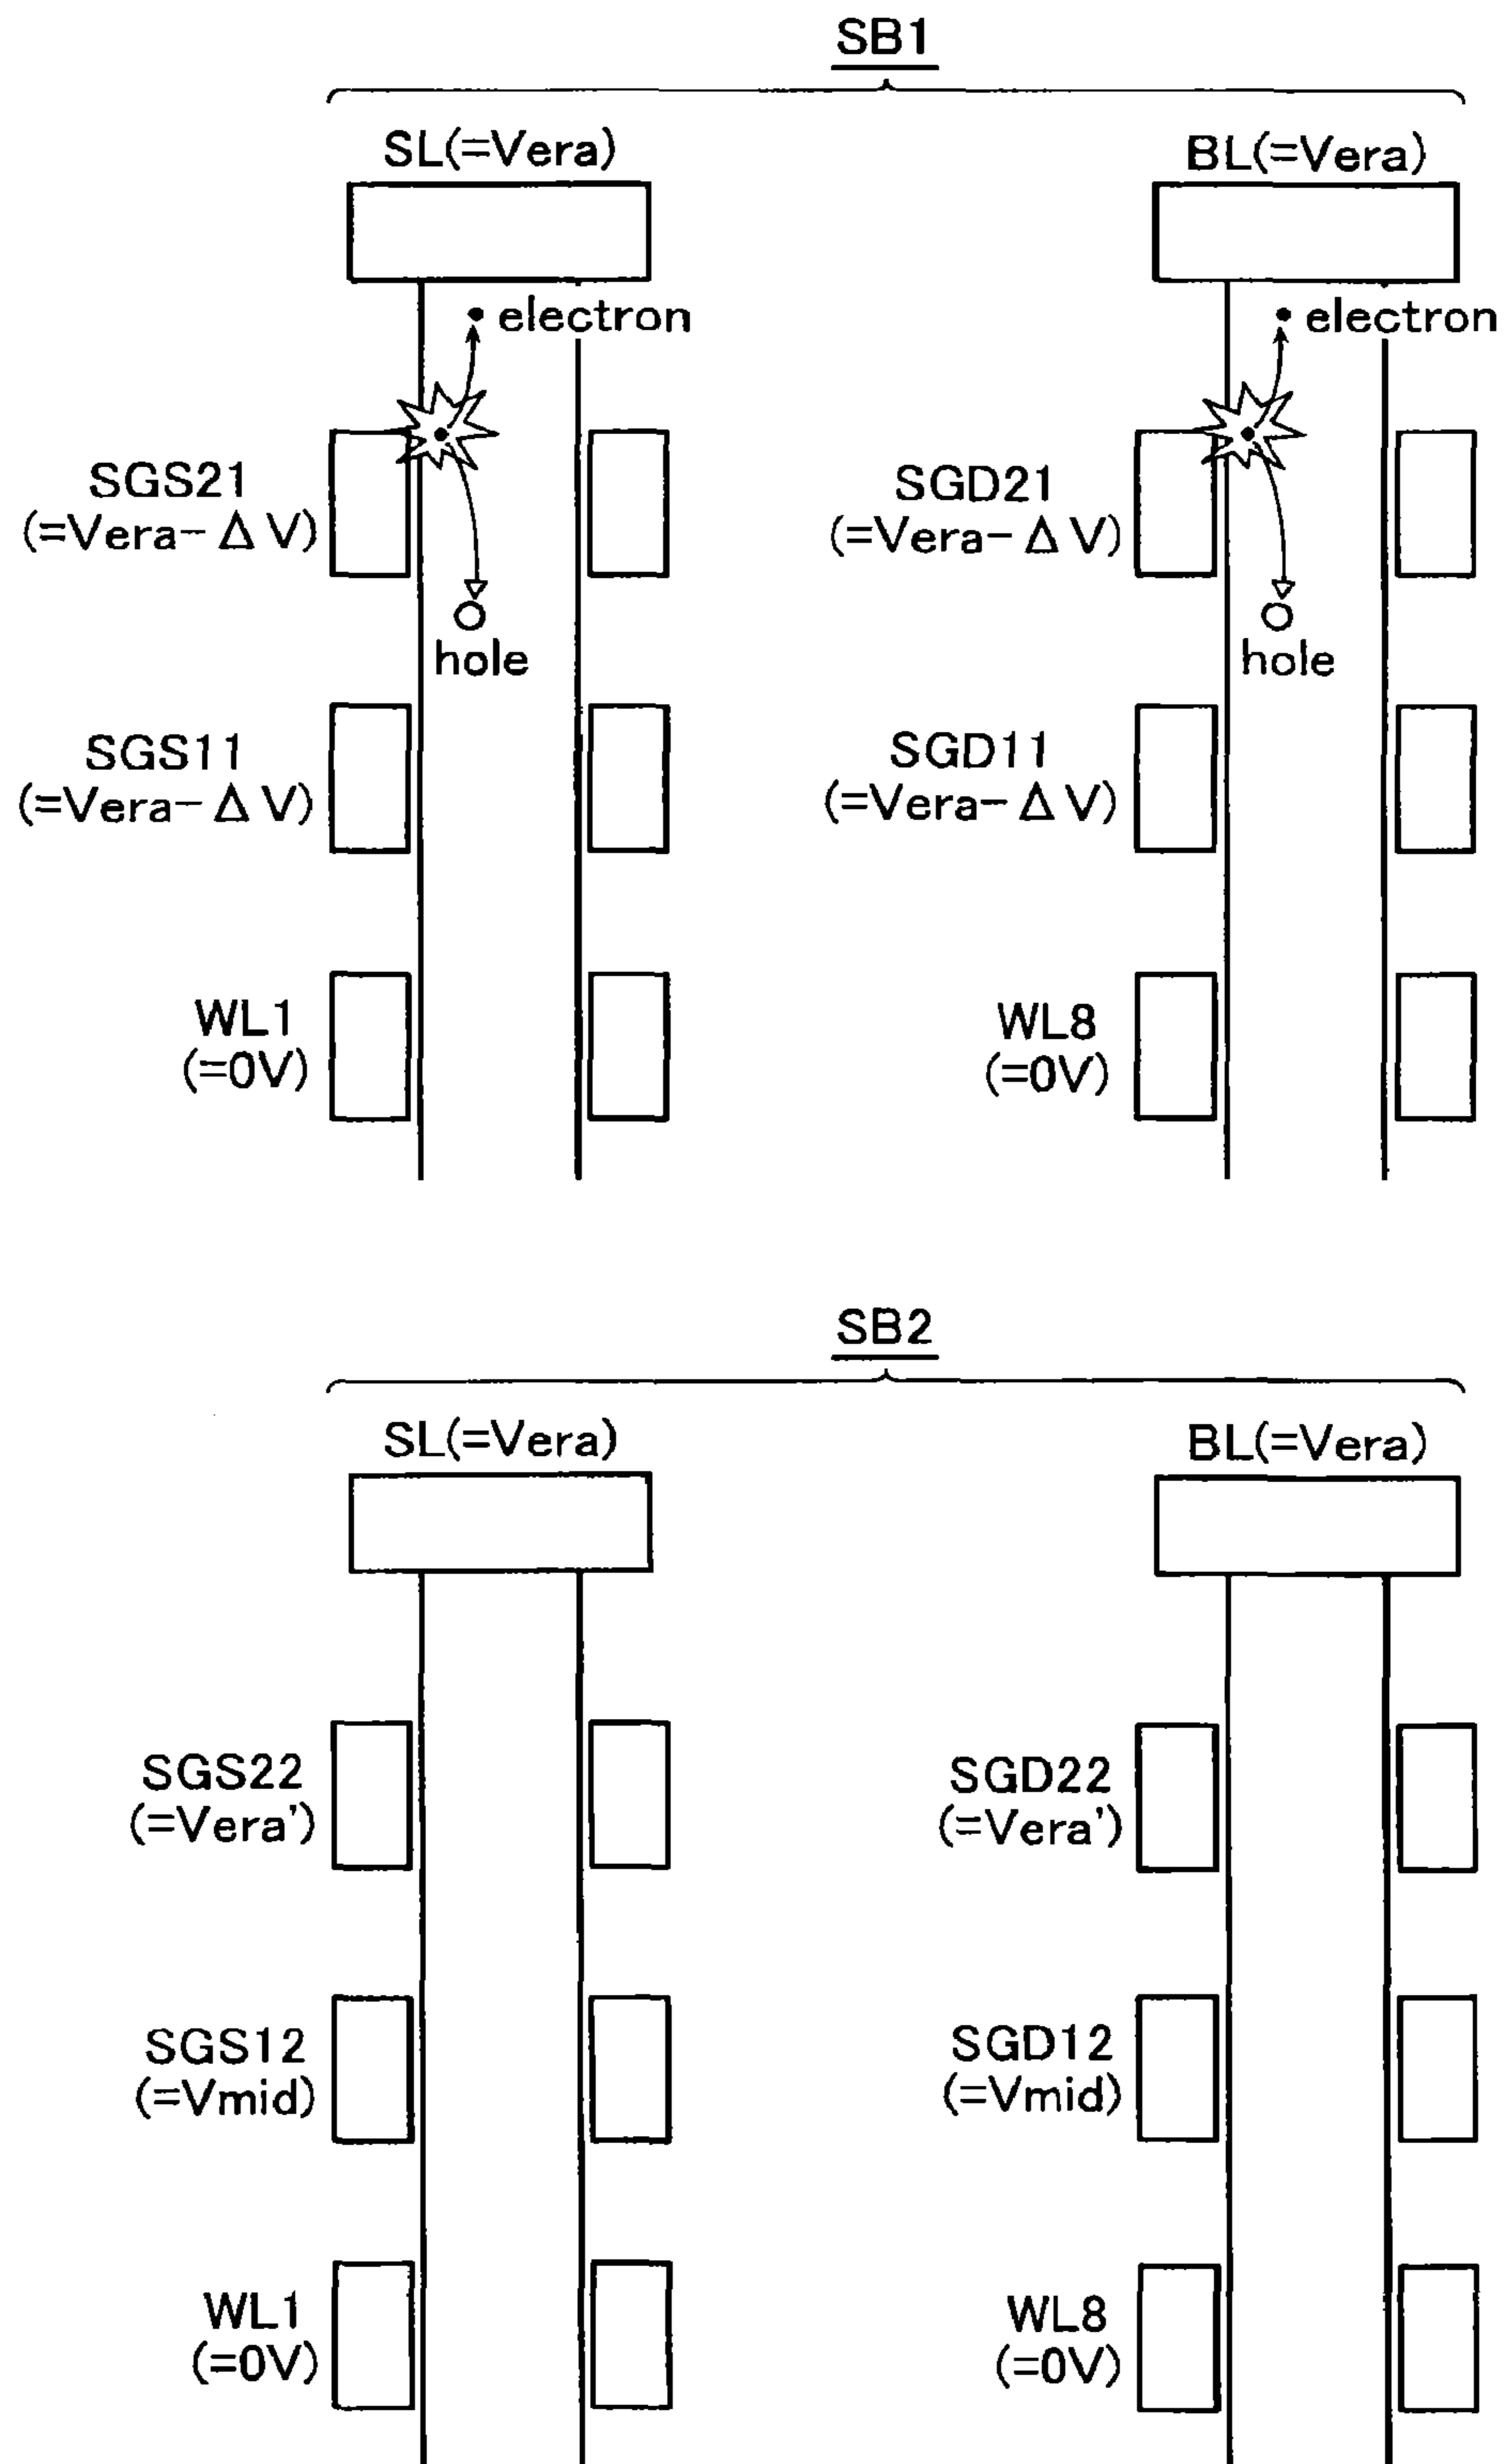 SB1
SL(=Vera)
BL(=Vera)
electron
electron
SGS21
(=Vera-ΔV)
SGD21
(=Vera-ΔV)
hole
hole
SGS11
(=Vera-ΔV)
SGD11
(=Vera-ΔV)
WL1
(=0V)
WL8
(=0V)
SB2
SL(=Vera)
BL(=Vera)
SGS22
(=Vera')
SGD22
(=Vera')
SGS12
(=Vmid)
SGD12
(=Vmid)
WL1
(=0V)
WL8
(=0V)